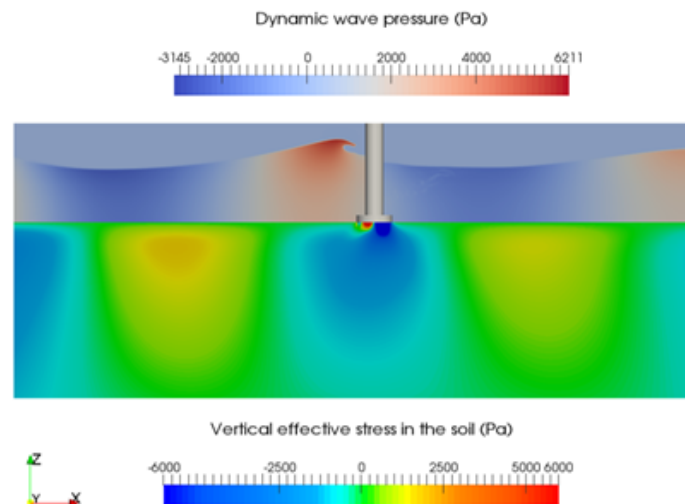 Dynamic wave pressure (Pa)
-3145 -2000 0 2000 4000 6211
Vertical effective stress in the soil (Pa)
-6000 -2500 0 2500 5000 6000
Z
Y X